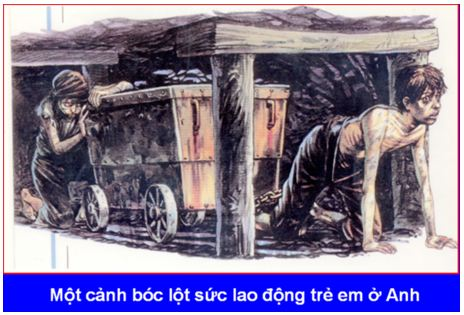 Một cảnh bóc lột sức lao động trẻ em ở Anh